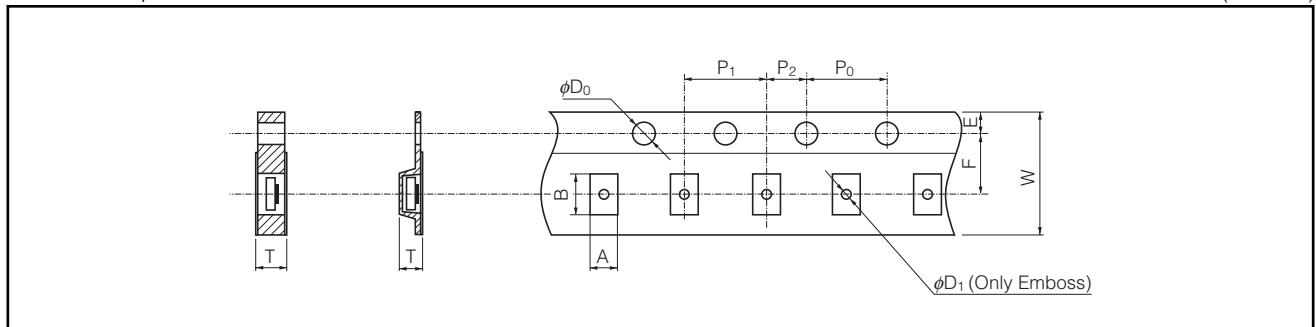 P₁
P₂
P₀
ϕD₀
E
F
W
B
A
T
T
ϕD₁ (Only Emboss)